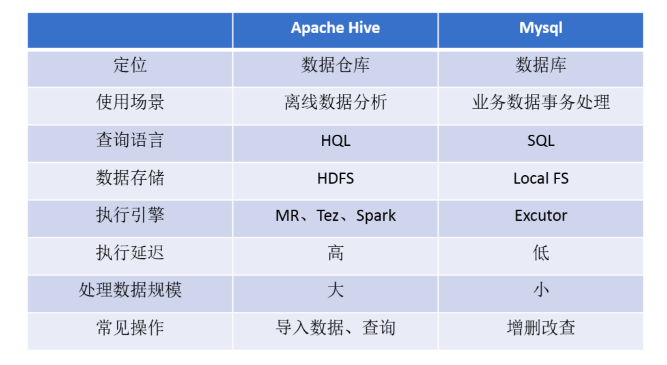 Apache Hive Mysql
定位 数据仓库 数据库
使用场景 离线数据分析 业务数据事务处理
查询语言 HQL SQL
数据存储 HDFS Local FS
执行引擎 MR、Tez、Spark Excutor
执行延迟 高 低
处理数据规模 大 小
常见操作 导入数据、查询 增删改查